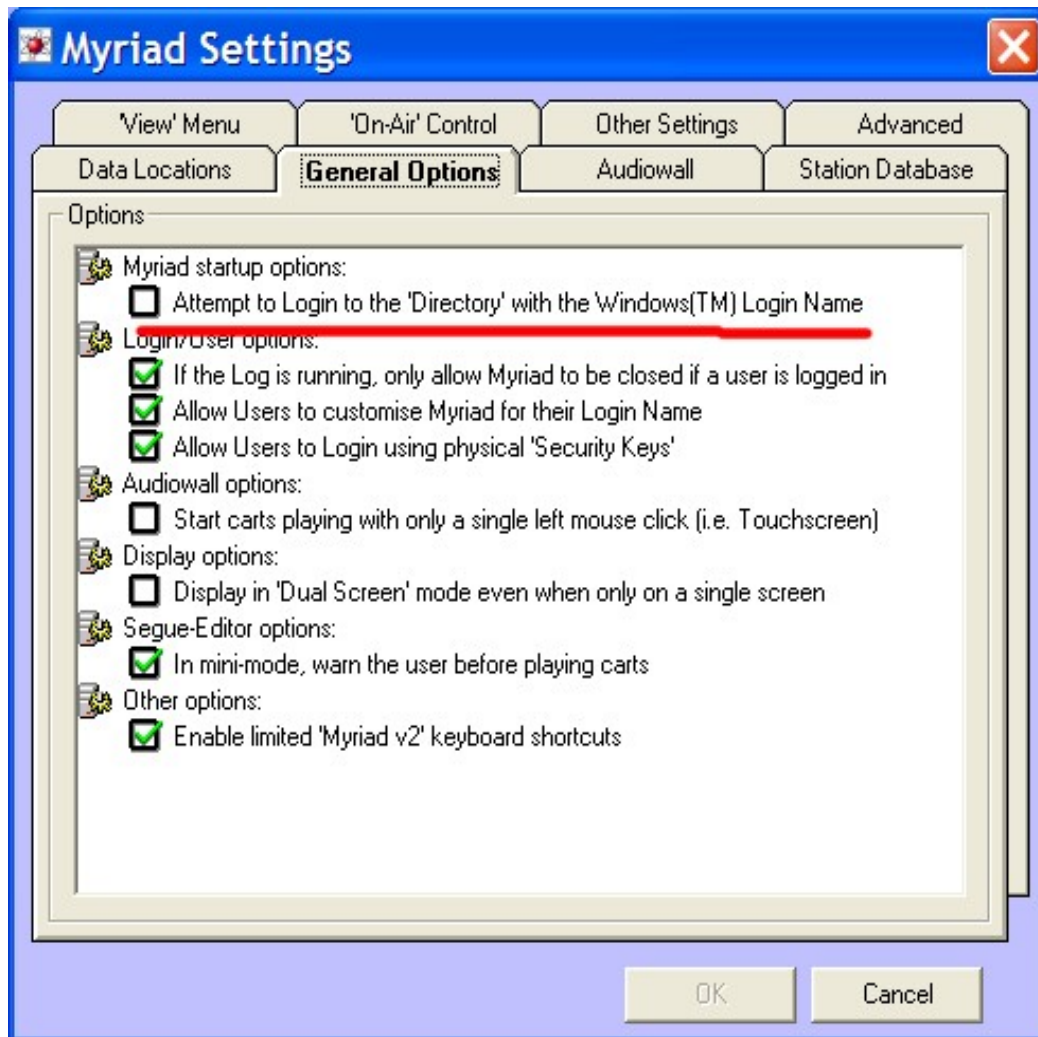 Myriad Settings
'View' Menu 'On-Air' Control Other Settings Advanced
Data Locations General Options Audiowall Station Database
Options
Myriad startup options:
Attempt to Login to the 'Directory' with the Windows(TM) Login Name
Login/User options:
If the Log is running, only allow Myriad to be closed if a user is logged in
Allow Users to customise Myriad for their Login Name
Allow Users to Login using physical 'Security Keys'
Audiowall options:
Start carts playing with only a single left mouse click (i.e. Touchscreen)
Display options:
Display in 'Dual Screen' mode even when only on a single screen
Segue-Editor options:
In mini-mode, warn the user before playing carts
Other options:
Enable limited 'Myriad v2' keyboard shortcuts
OK Cancel